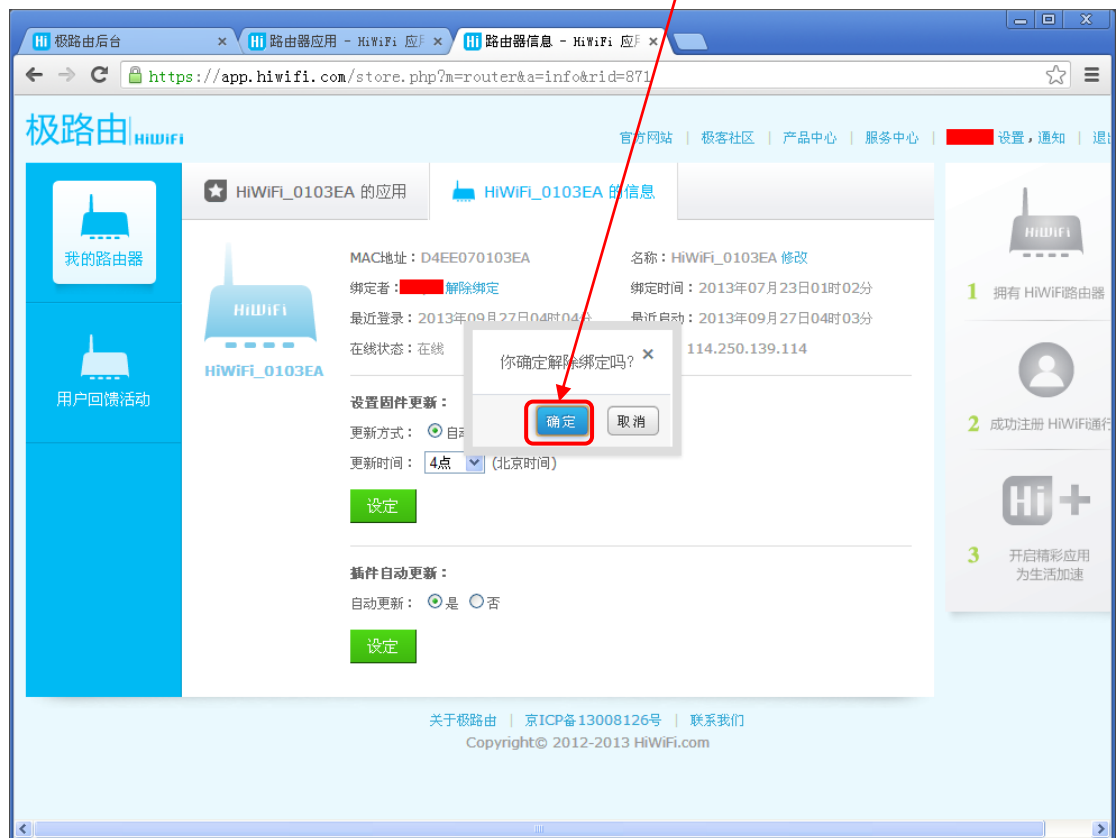 极路由后台
路由器应用 - HiWiFi 应
路由器信息 - HiWiFi 应
https://app.hiwifi.com/store.php?m=router&a=info&rid=871
极路由 HiWiFi
官方网站 | 极客社区 | 产品中心 | 服务中心 | 设置，通知 | 退
HiWiFi_0103EA 的应用
HiWiFi_0103EA 的信息
我的路由器
用户回馈活动
HiWiFi
HiWiFi_0103EA
MAC地址：D4EE070103EA
名称：HiWiFi_0103EA 修改
绑定者： 解除绑定
绑定时间：2013年07月23日01时02分
最近登录：2013年09月27日04时04分
最近启动：2013年09月27日04时03分
在线状态：在线
114.250.139.114
你确定解除绑定吗? ×
确定 取消
设置固件更新：
更新方式： 自
更新时间： 4点 (北京时间)
设定
插件自动更新：
自动更新： 是 否
设定
HiWiFi
1 拥有 HiWiFi路由器
2 成功注册 HiWiFi通行
Hi+
3 开启精彩应用
为生活加速
关于极路由 | 京ICP备13008126号 | 联系我们
Copyright© 2012-2013 HiWiFi.com